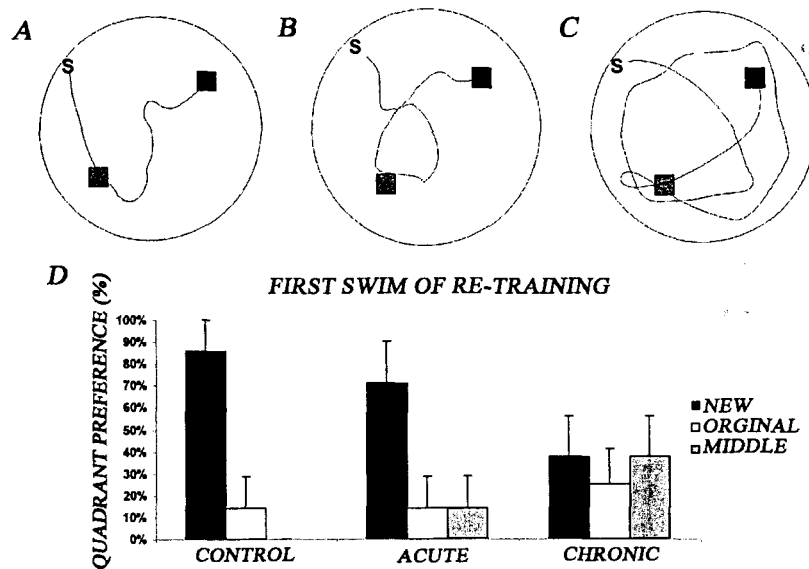 A
B
C
S
S
S
D
FIRST SWIM OF RE-TRAINING
QUADRANT PREFERENCE (%)
100%
90%
80%
70%
60%
50%
40%
30%
20%
10%
0%
NEW
ORGINAL
MIDDLE
CONTROL
ACUTE
CHRONIC